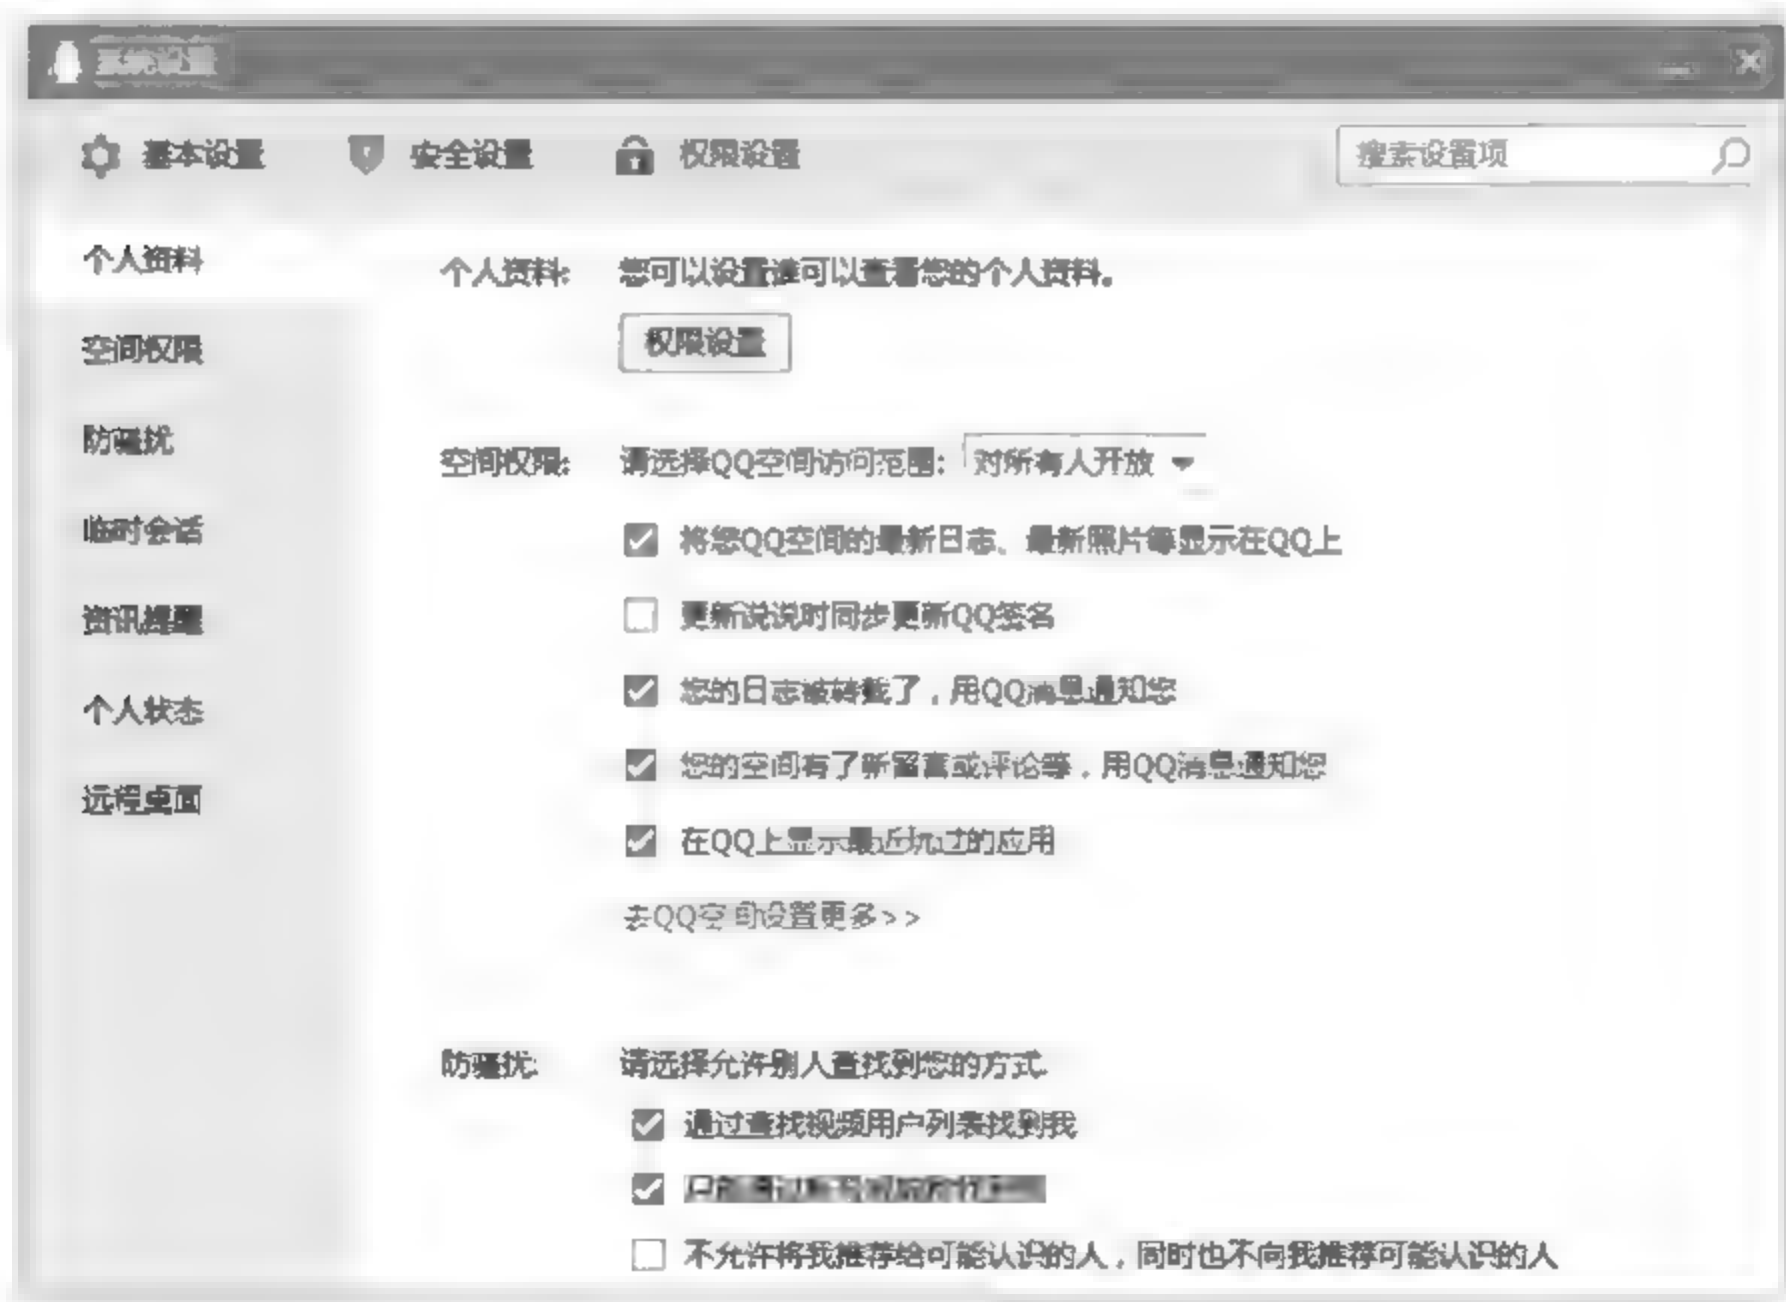 系统设置
基本设置 安全设置 权限设置 搜索设置项
个人资料
空间权限
防骚扰
临时会话
资讯提醒
个人状态
远程桌面
个人资料: 您可以设置谁可以查看您的个人资料。
权限设置
空间权限: 请选择QQ空间访问范围: 对所有人开放
将您QQ空间的最新日志、最新照片等显示在QQ上
更新说说时同步更新QQ签名
您的日志被转载了,用QQ消息通知您
您的空间有了新留言或评论等,用QQ消息通知您
在QQ上显示最近玩过的应用
去QQ空间设置更多>>
防骚扰: 请选择允许别人查找到您的方式:
通过查找视频用户列表找到我
不允许将我推荐给可能认识的人,同时也不向我推荐可能认识的人